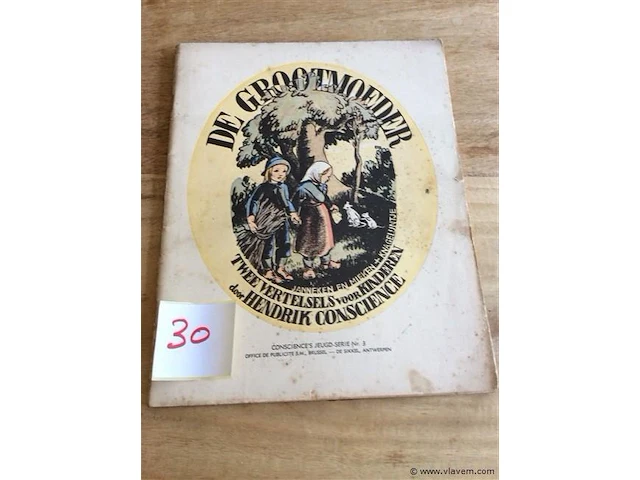 DE GROOTMOEDER
JANNEKEN EN MIEKEN
TWEE VERTELSELS VOOR KINDEREN
door HENDRIK CONSCIENCE
30
CONSCIENCE'S JEUGD-SERIE Nr. 3
OFFICE DE PUBLICITE S.M., BRUSSEL — DE SIKKEL, ANTWERPEN
© www.vlavem.com